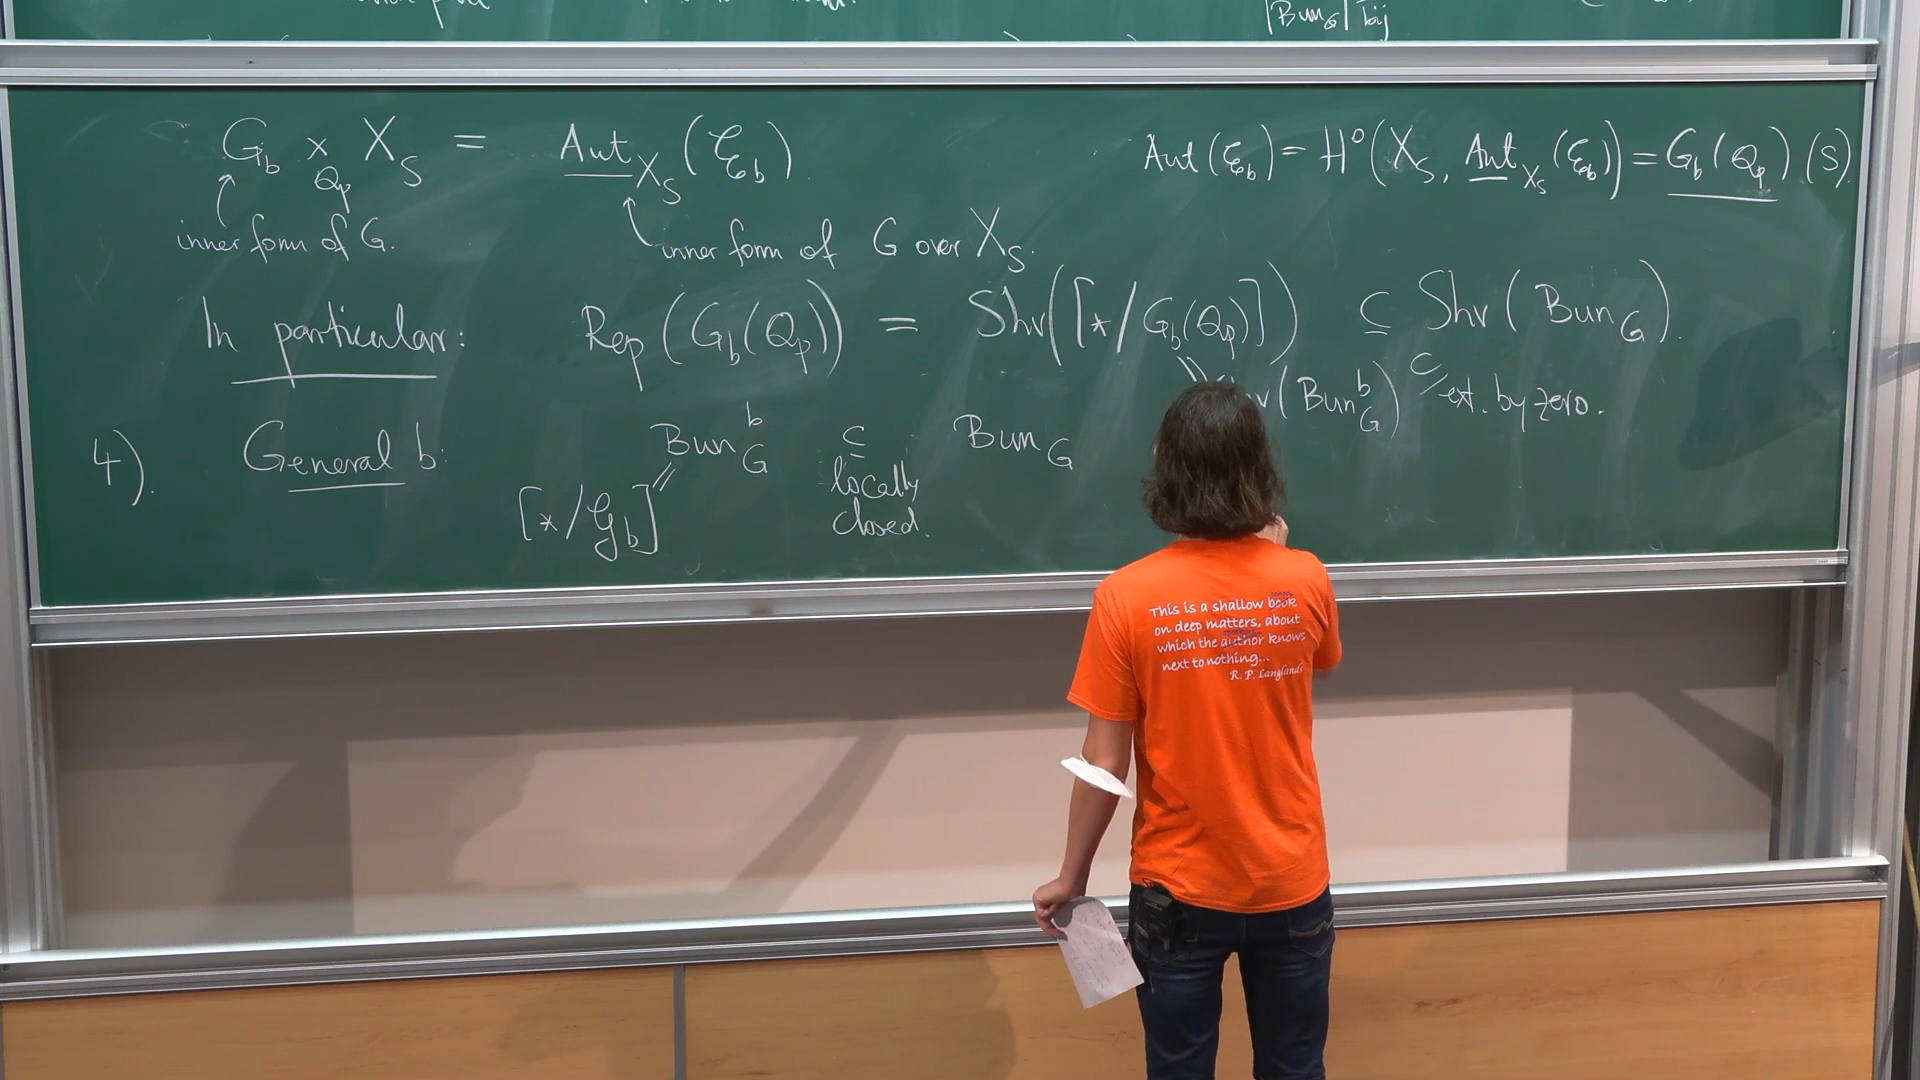 |Bun_G| bij
G_b × X_S = Aut_{X_S}(ℰ_b).
Q_p
inner form of G.
inner form of G over X_S.
Aut(ℰ_b) = H⁰(X_S, Aut_{X_S}(ℰ_b)) = G_b(Q_p)(S).
In particular: Rep(G_b(Q_p)) = Shv([*/G_b(Q_p)]) ⊆ Shv(Bun_G).
(Bun_G^b) ⊂ ext. by zero.
4). General b: Bun_G^b ⊆ Bun_G
[*/𝒢_b] =
locally
closed.
This is a shallow book
on deep matters, about
which the author knows
next to nothing...
R. P. Langlands